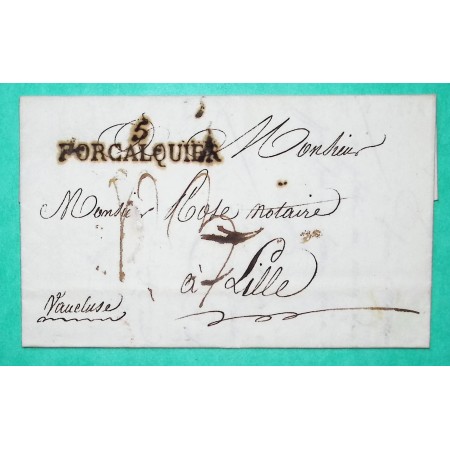 5
FORCALQUIER
Monsieur
Monsieur Rose notaire
à Lille
Vaucluse